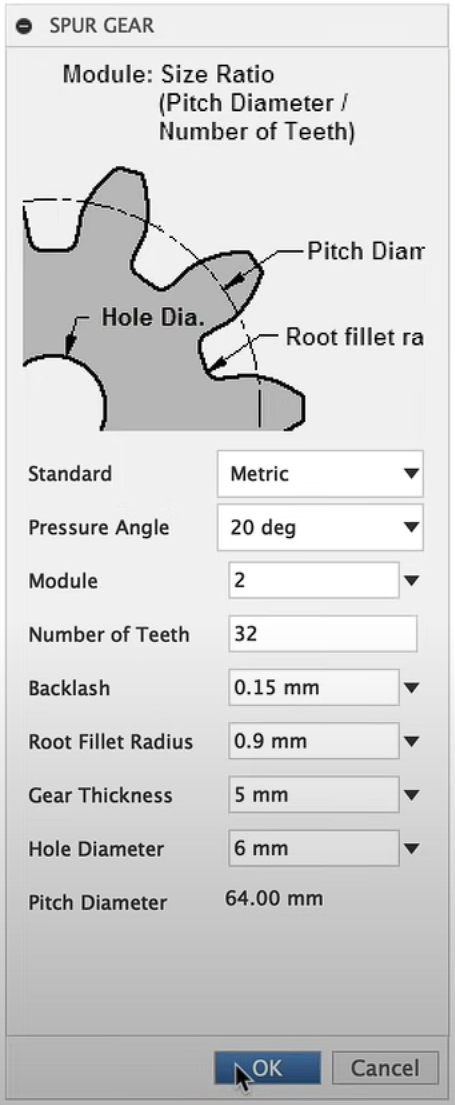 SPUR GEAR
Module: Size Ratio
(Pitch Diameter /
Number of Teeth)
Pitch Diam
Hole Dia.
Root fillet ra
Standard Metric
Pressure Angle 20 deg
Module 2
Number of Teeth 32
Backlash 0.15 mm
Root Fillet Radius 0.9 mm
Gear Thickness 5 mm
Hole Diameter 6 mm
Pitch Diameter 64.00 mm
OK Cancel